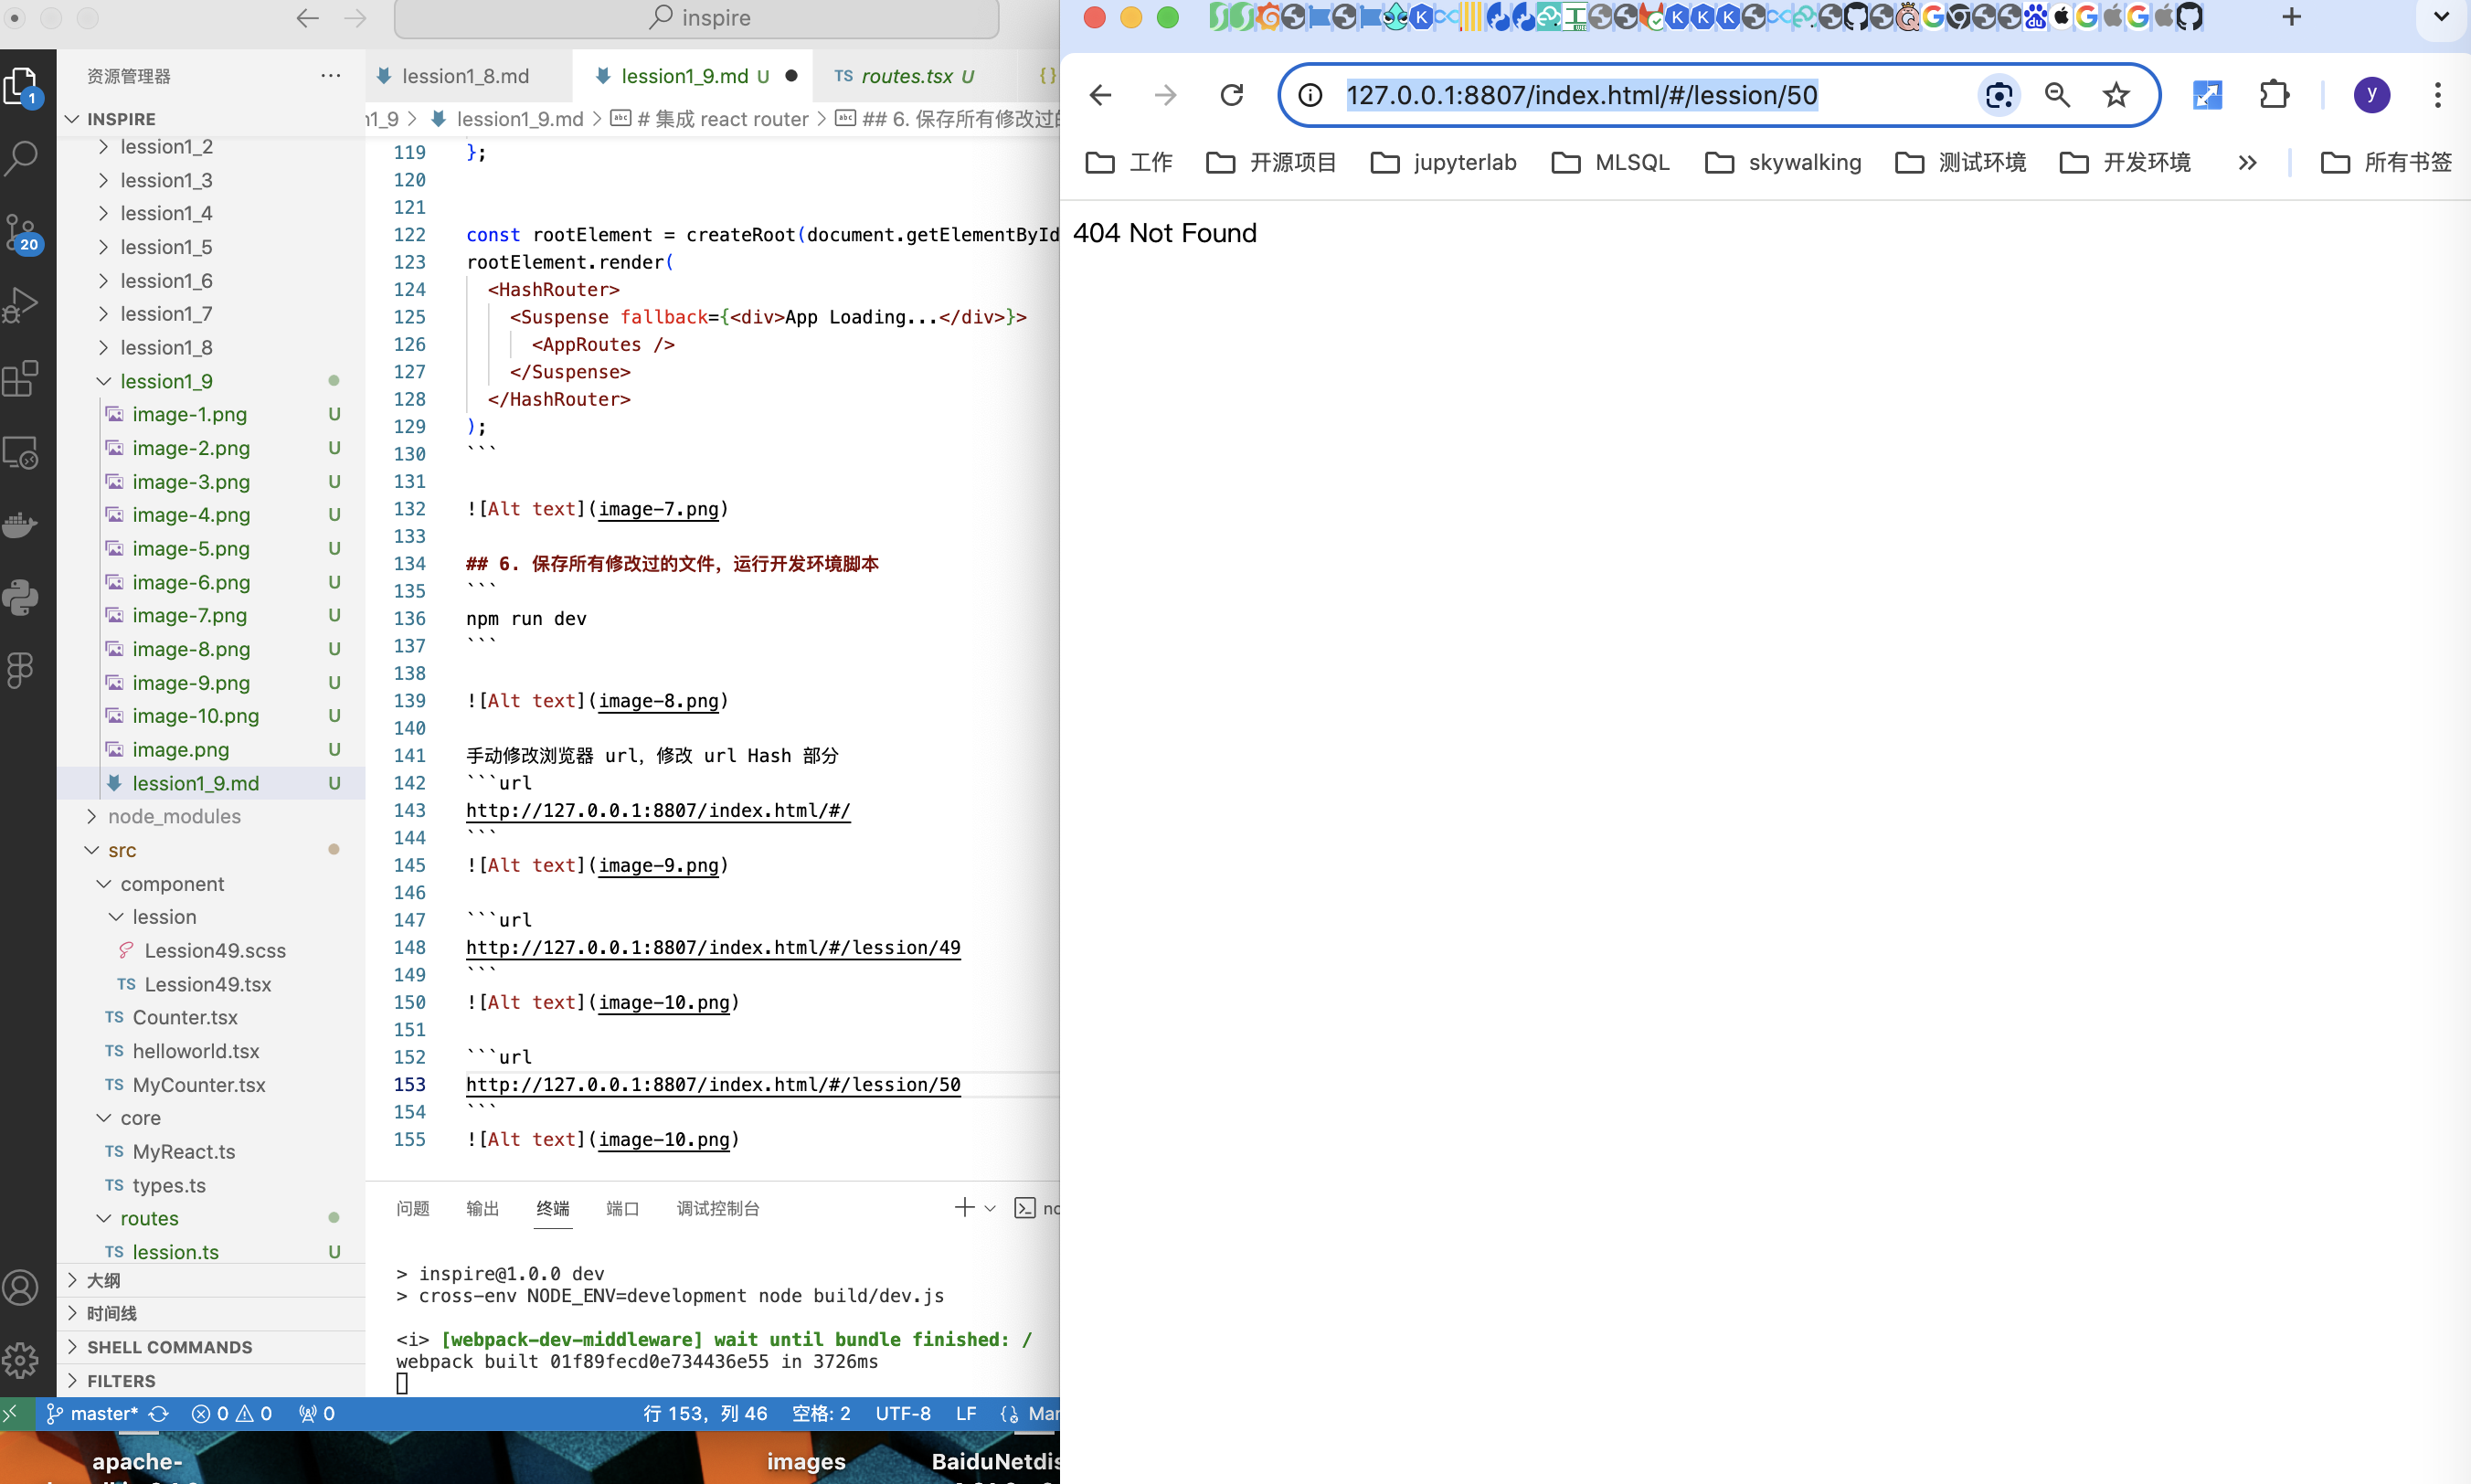 inspire
资源管理器
1
INSPIRE
lession1_2
lession1_3
lession1_4
lession1_5
lession1_6
lession1_7
lession1_8
lession1_9
image-1.png U
image-2.png U
image-3.png U
image-4.png U
image-5.png U
image-6.png U
image-7.png U
image-8.png U
image-9.png U
image-10.png U
image.png U
lession1_9.md U
node_modules
src
component
lession
Lession49.scss
TS Lession49.tsx
TS Counter.tsx
TS helloworld.tsx
TS MyCounter.tsx
core
TS MyReact.ts
TS types.ts
routes
TS lession.ts U
大纲
时间线
SHELL COMMANDS
FILTERS
20
lession1_8.md
lession1_9.md U
TS routes.tsx U
{}
n1_9 > lession1_9.md > # 集成 react router > ## 6. 保存所有修改过的
119 };
120
121
122 const rootElement = createRoot(document.getElementById
123 rootElement.render(
124 <HashRouter>
125 <Suspense fallback={<div>App Loading...</div>}>
126 <AppRoutes />
127 </Suspense>
128 </HashRouter>
129 );
130 ```
131
132 ![Alt text](image-7.png)
133
134 ## 6. 保存所有修改过的文件，运行开发环境脚本
135 ```
136 npm run dev
137 ```
138
139 ![Alt text](image-8.png)
140
141 手动修改浏览器 url，修改 url Hash 部分
142 ```url
143 http://127.0.0.1:8807/index.html/#/
144 ```
145 ![Alt text](image-9.png)
146
147 ```url
148 http://127.0.0.1:8807/index.html/#/lession/49
149 ```
150 ![Alt text](image-10.png)
151
152 ```url
153 http://127.0.0.1:8807/index.html/#/lession/50
154 ```
155 ![Alt text](image-10.png)
问题 输出 终端 端口 调试控制台
> inspire@1.0.0 dev
> cross-env NODE_ENV=development node build/dev.js
<i> [webpack-dev-middleware] wait until bundle finished: /
webpack built 01f89fecd0e734436e55 in 3726ms
master* 0 0 0 行 153，列 46 空格: 2 UTF-8 LF
apache-
images
BaiduNetdis
127.0.0.1:8807/index.html/#/lession/50
y
工作 开源项目 jupyterlab MLSQL skywalking 测试环境 开发环境 » 所有书签
404 Not Found